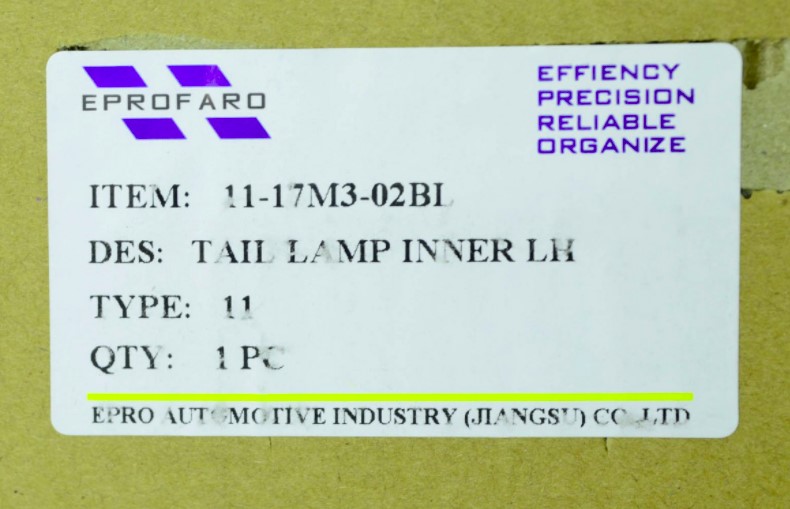 EPROFARO
EFFIENCY
PRECISION
RELIABLE
ORGANIZE
ITEM: 11-17M3-02BL
DES: TAIL LAMP INNER LH
TYPE: 11
QTY: 1 PC
EPRO AUTOMOTIVE INDUSTRY (JIANGSU) CO.,LTD